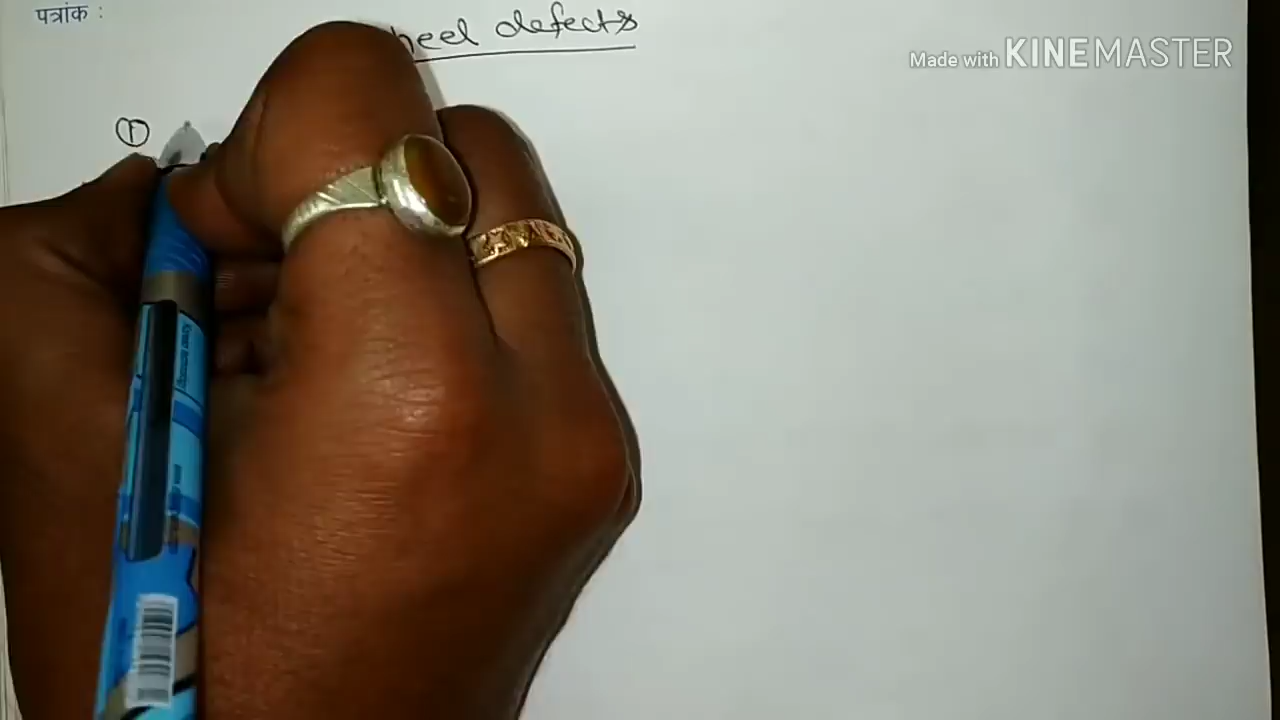 पत्रांक :
heel defects
Made with KINEMASTER
①